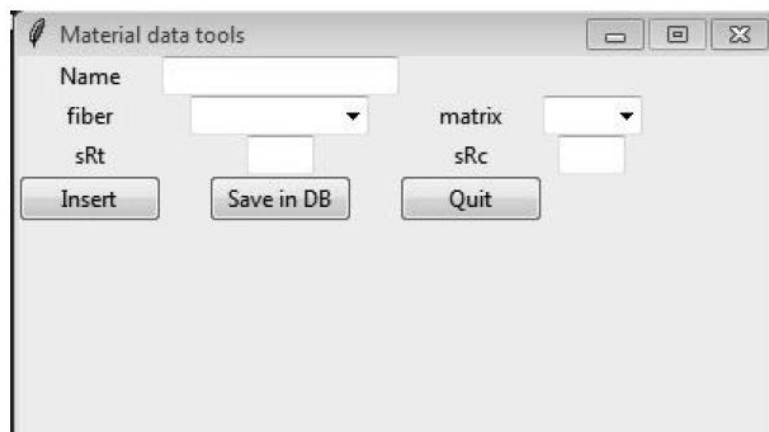 Material data tools
Name
fiber matrix
sRt sRc
Insert Save in DB Quit